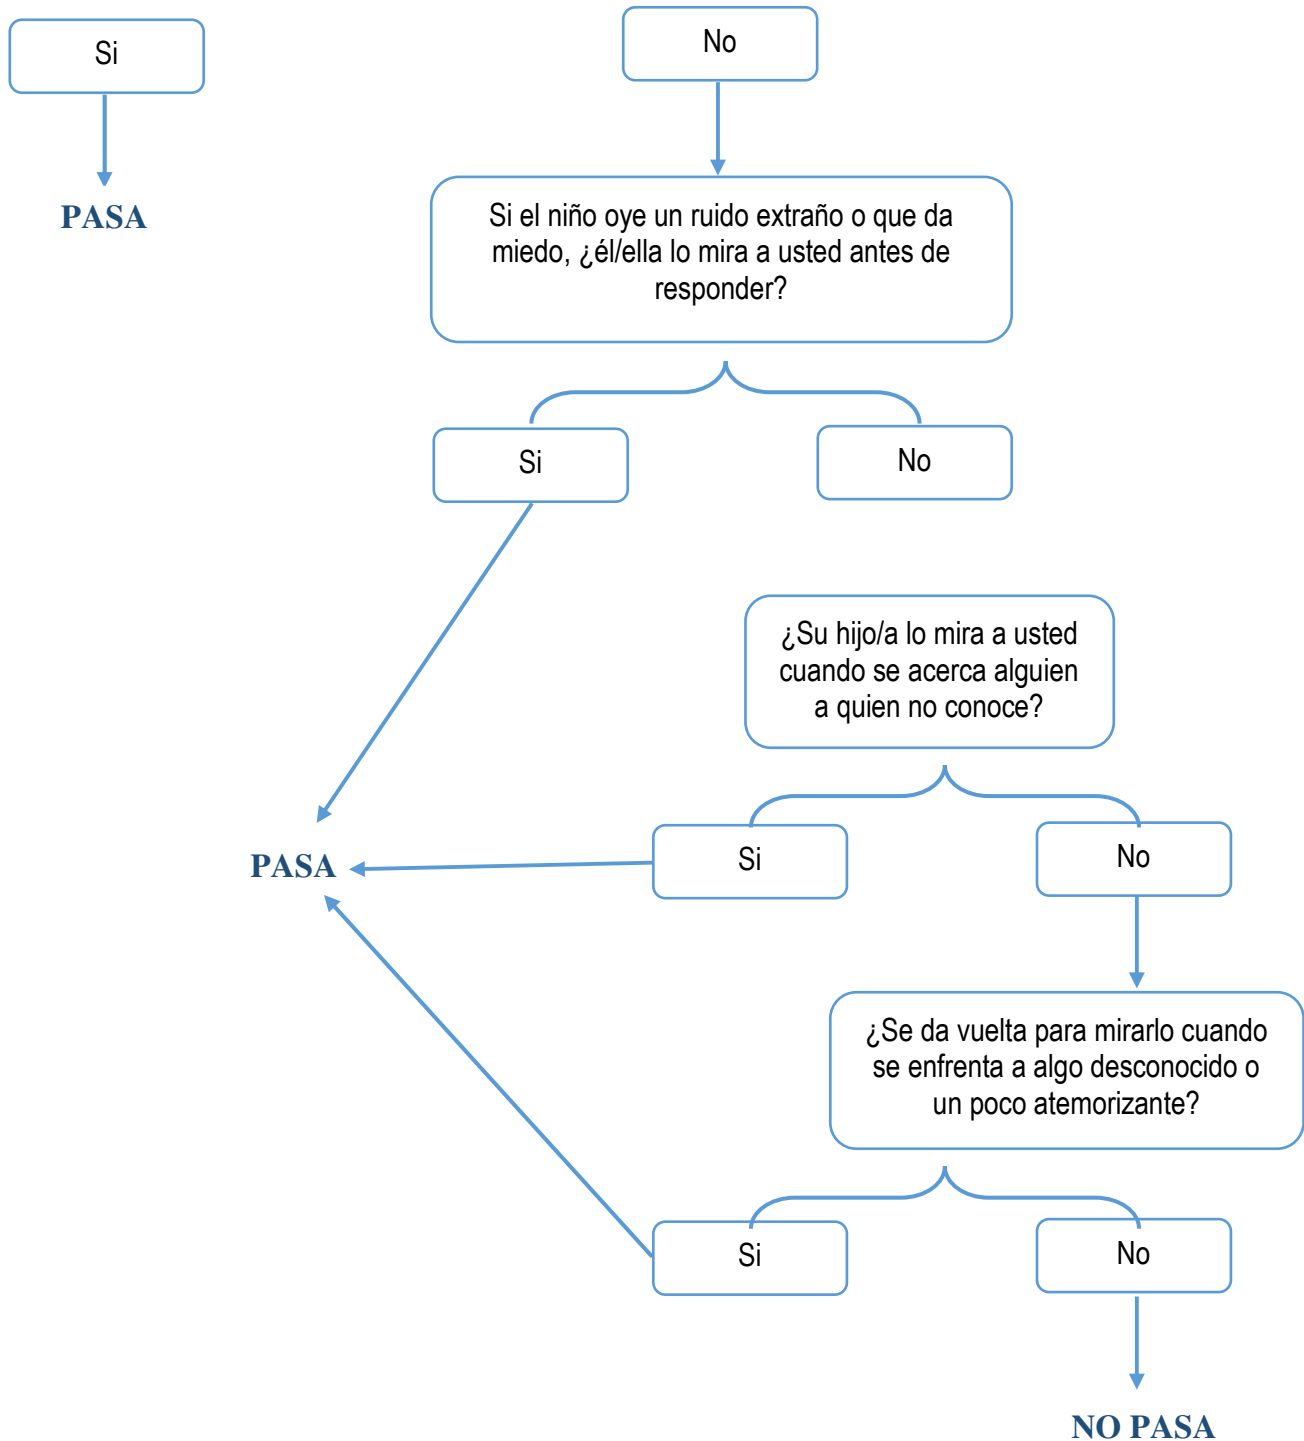 Si
No
PASA
Si el niño oye un ruido extraño o que da
miedo, ¿él/ella lo mira a usted antes de
responder?
Si
No
¿Su hijo/a lo mira a usted
cuando se acerca alguien
a quien no conoce?
Si
No
PASA
¿Se da vuelta para mirarlo cuando
se enfrenta a algo desconocido o
un poco atemorizante?
Si
No
NO PASA